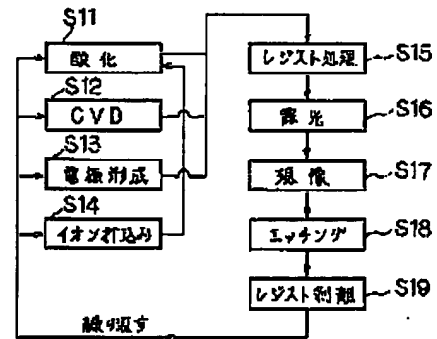 S11
酸化
S12
CVD
S13
電極形成
S14
イオン打込み
S15
レジスト処理
S16
露光
S17
現像
S18
エッチング
S19
レジスト剥離
繰り返す